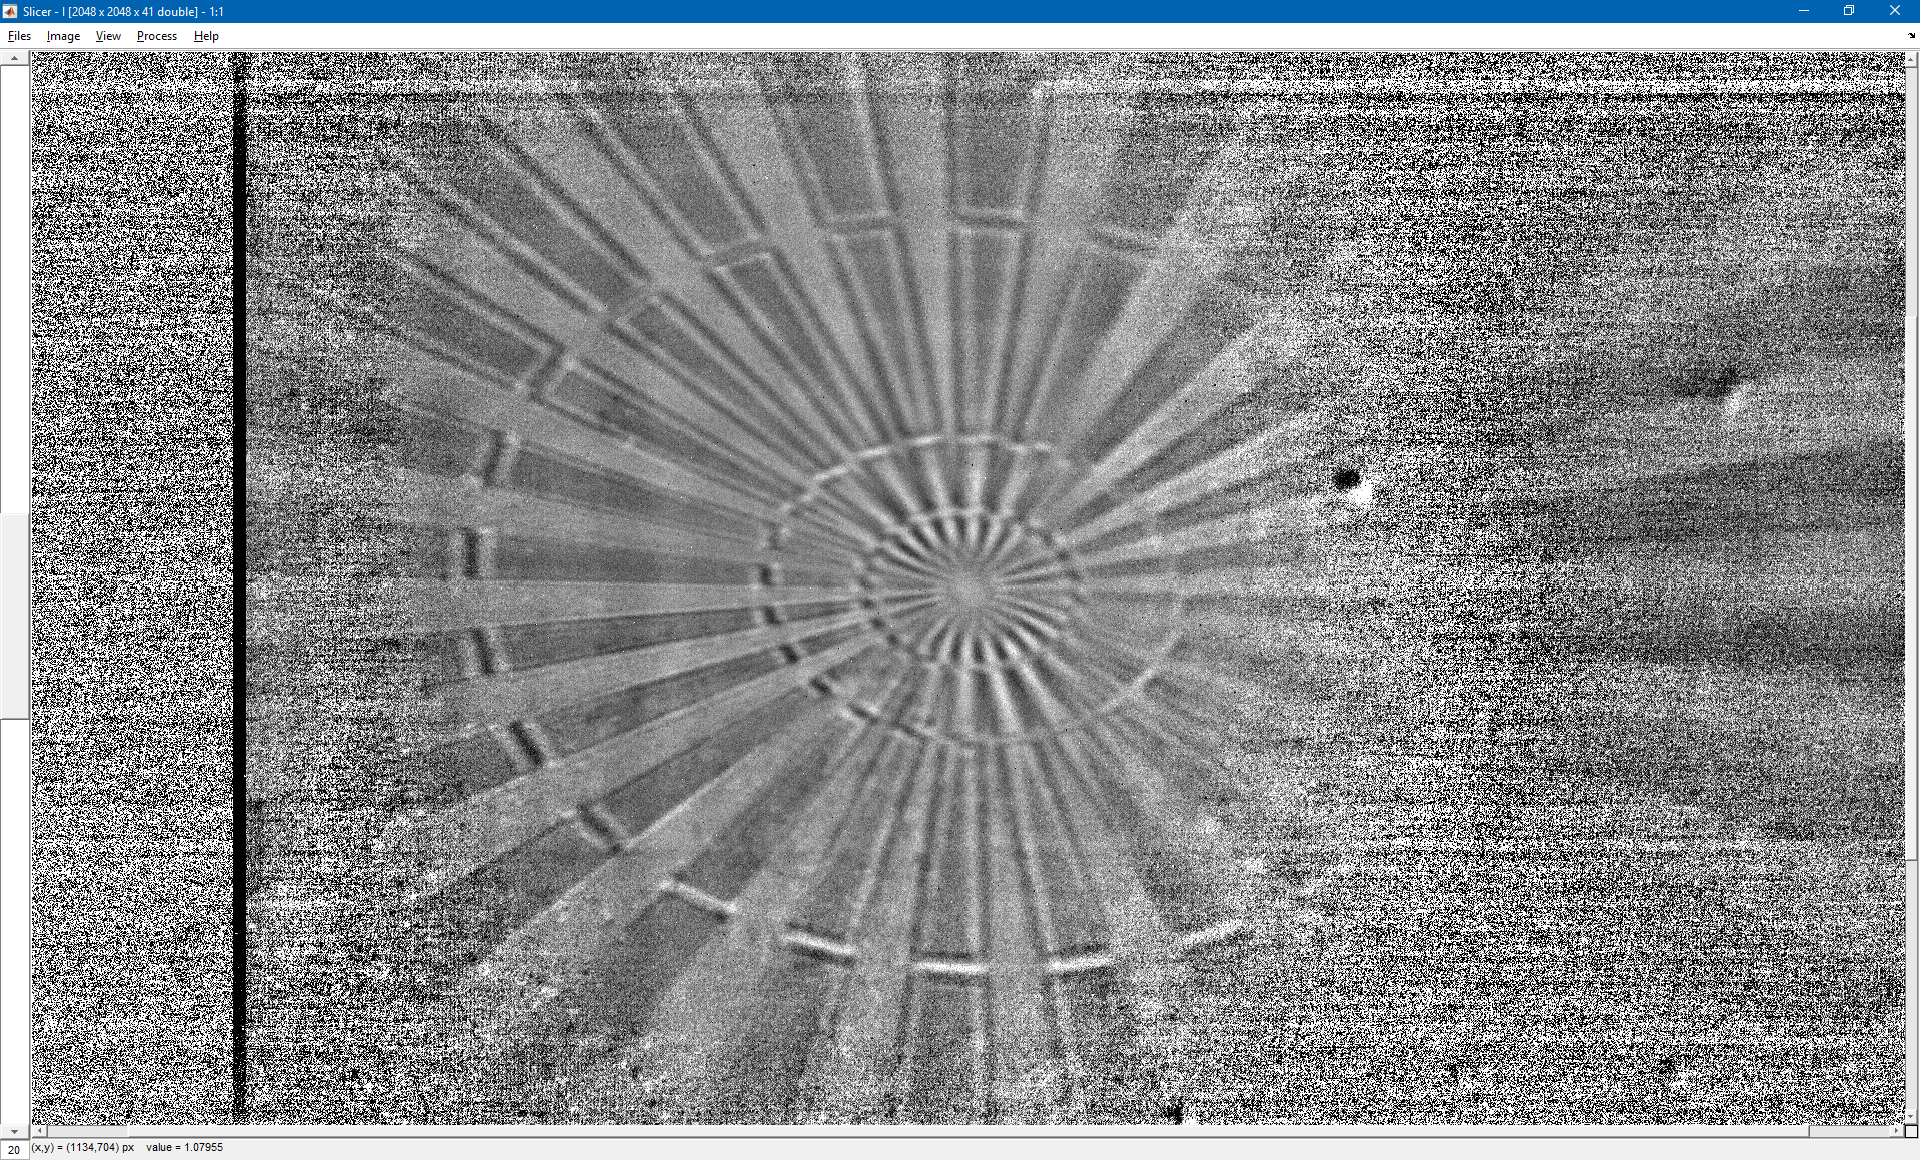 Slicer - I [2048 x 2048 x 41 double] - 1:1
Files Image View Process Help
20 (x,y) = (1134,704) px value = 1.07955